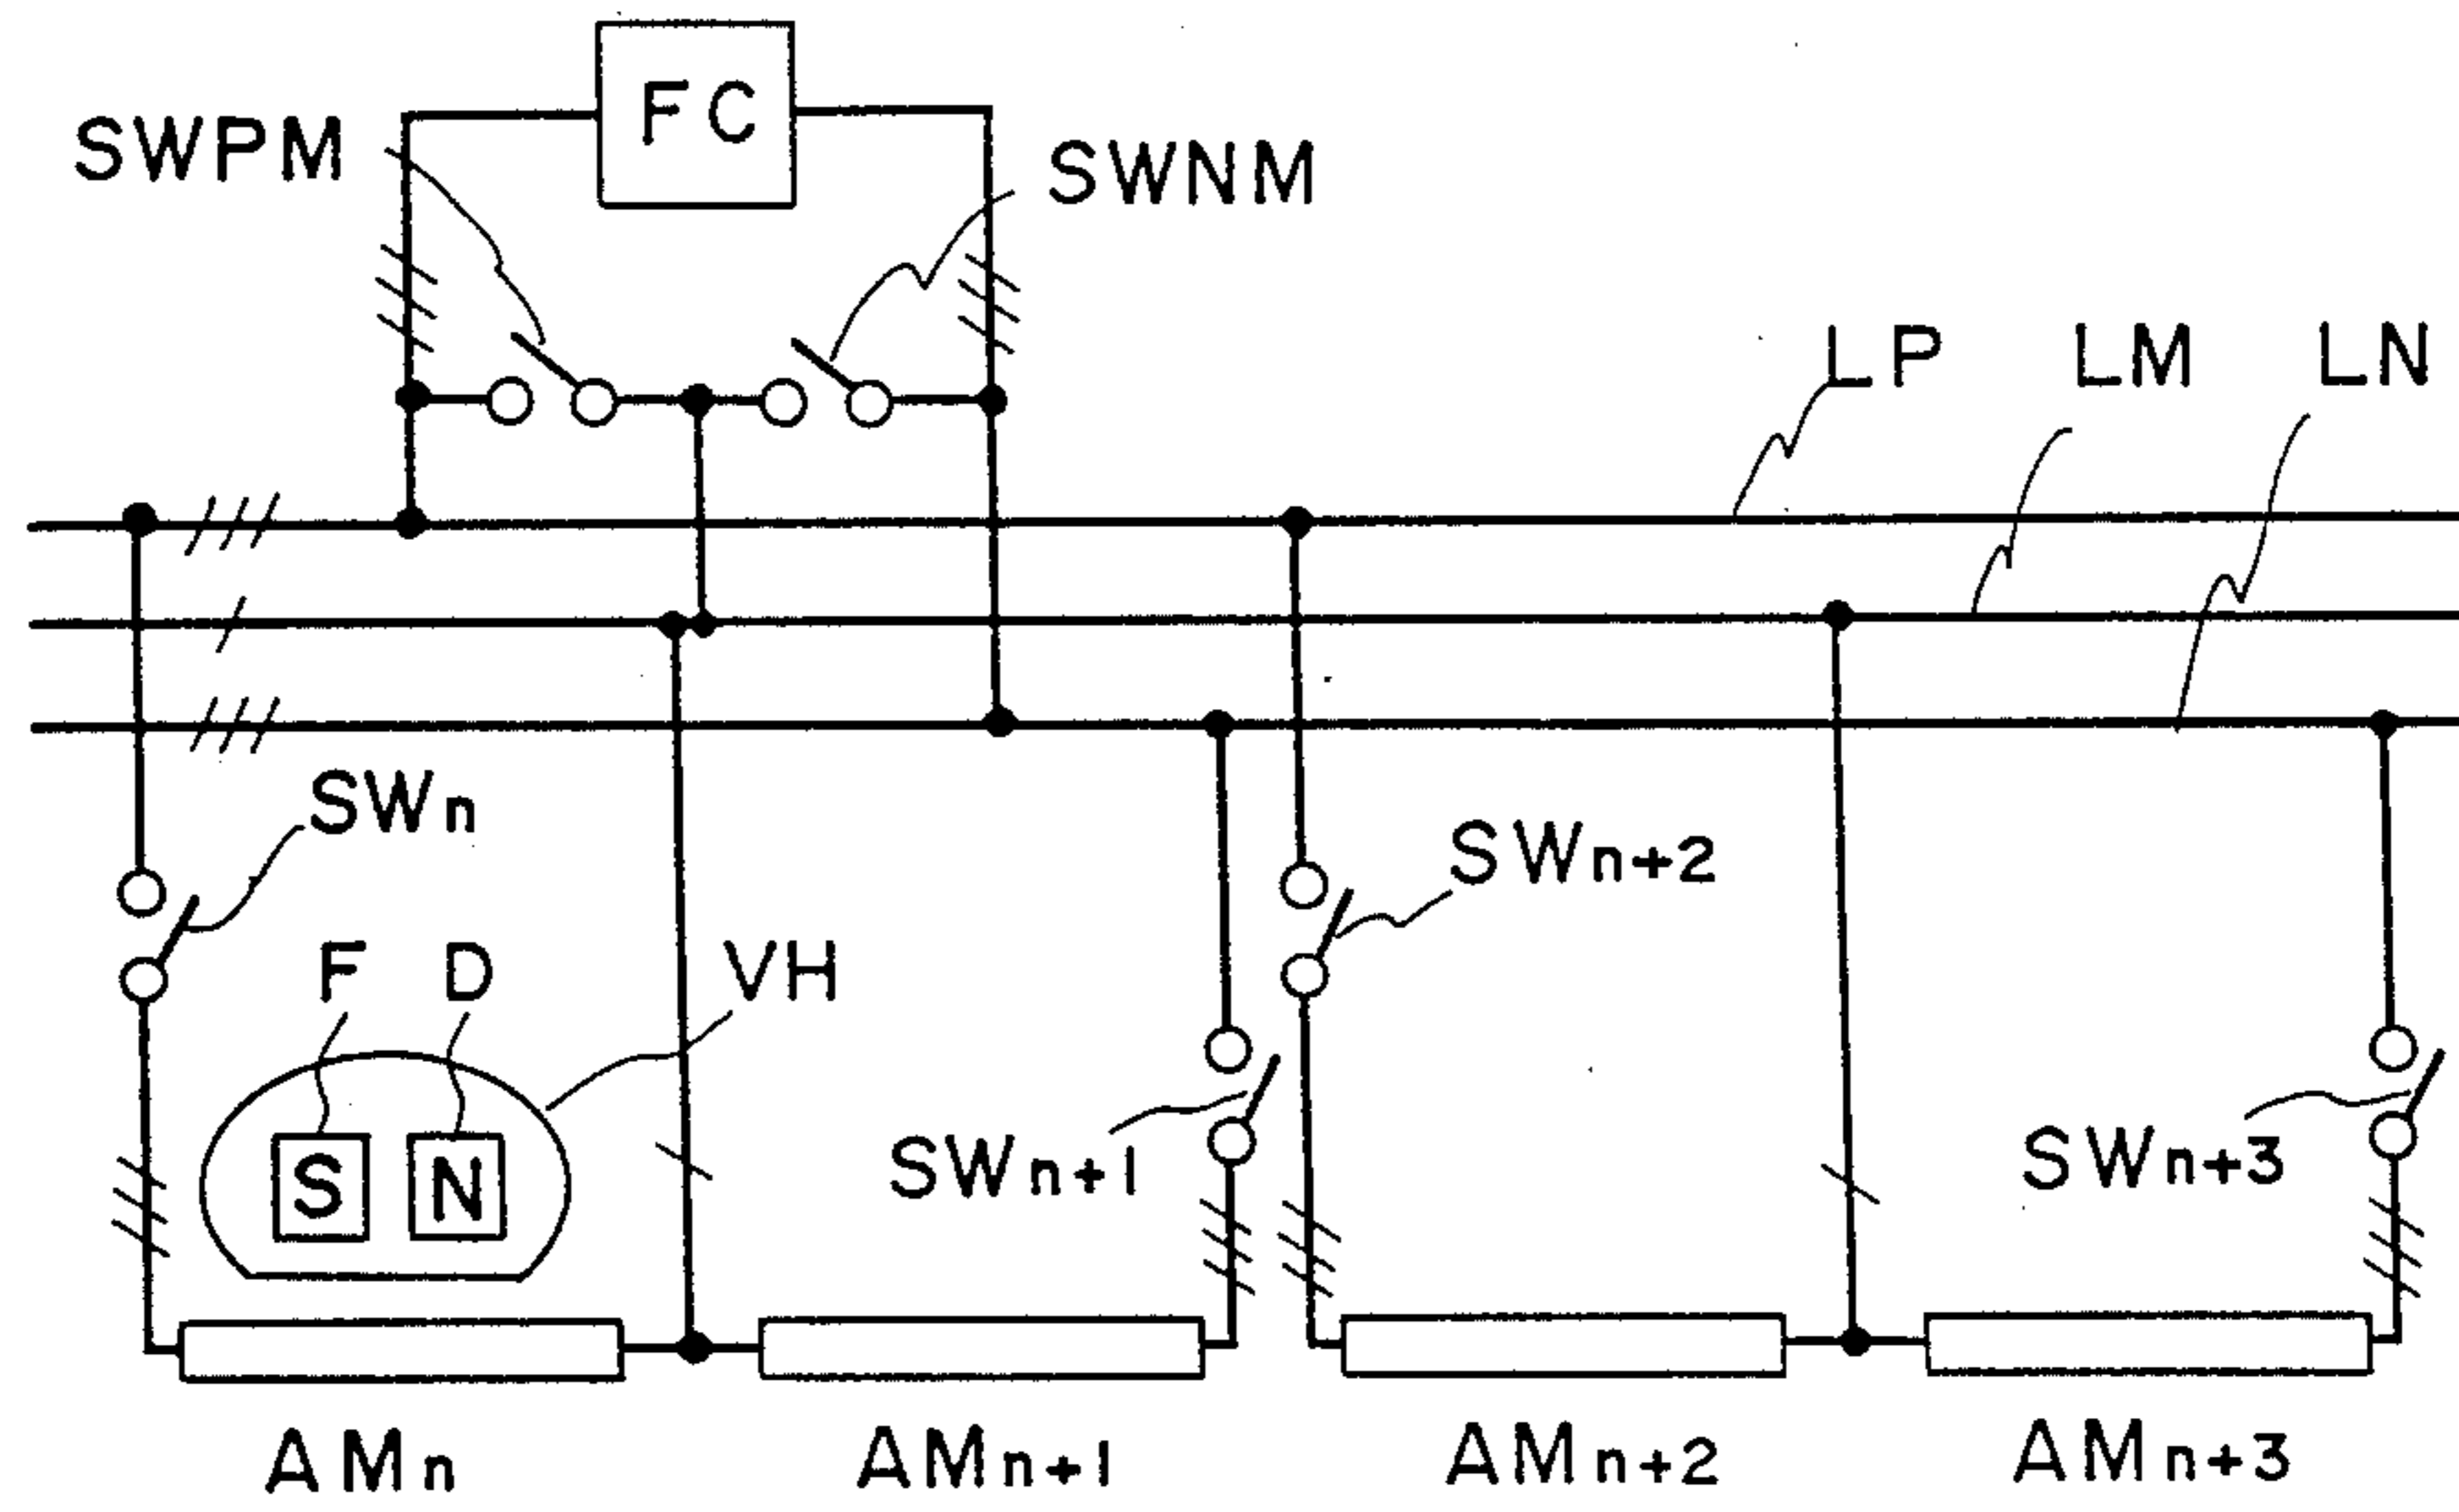 FC
SWPM
SWNM
LP LM LN
SWn
SWn+2
F D VH
S N
SWn+1
SWn+3
AMn AMn+1 AMn+2 AMn+3